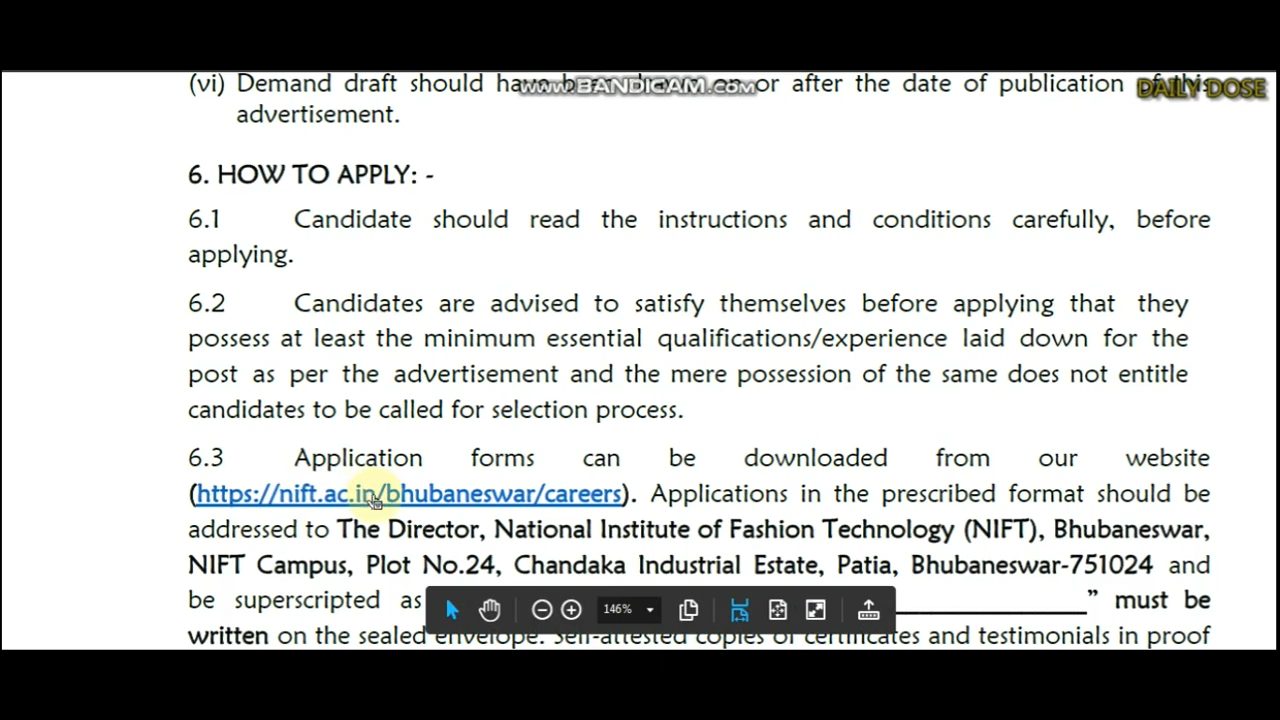 (vi) Demand draft should have been drawn on or after the date of publication of this
www.BANDICAM.com
DAILY DOSE
advertisement.
6. HOW TO APPLY: -
6.1 Candidate should read the instructions and conditions carefully, before
applying.
6.2 Candidates are advised to satisfy themselves before applying that they
possess at least the minimum essential qualifications/experience laid down for the
post as per the advertisement and the mere possession of the same does not entitle
candidates to be called for selection process.
6.3 Application forms can be downloaded from our website
(https://nift.ac.in/bhubaneswar/careers). Applications in the prescribed format should be
addressed to The Director, National Institute of Fashion Technology (NIFT), Bhubaneswar,
NIFT Campus, Plot No.24, Chandaka Industrial Estate, Patia, Bhubaneswar-751024 and
be superscripted as ” must be
146%
written on the sealed envelope. Self-attested copies of certificates and testimonials in proof